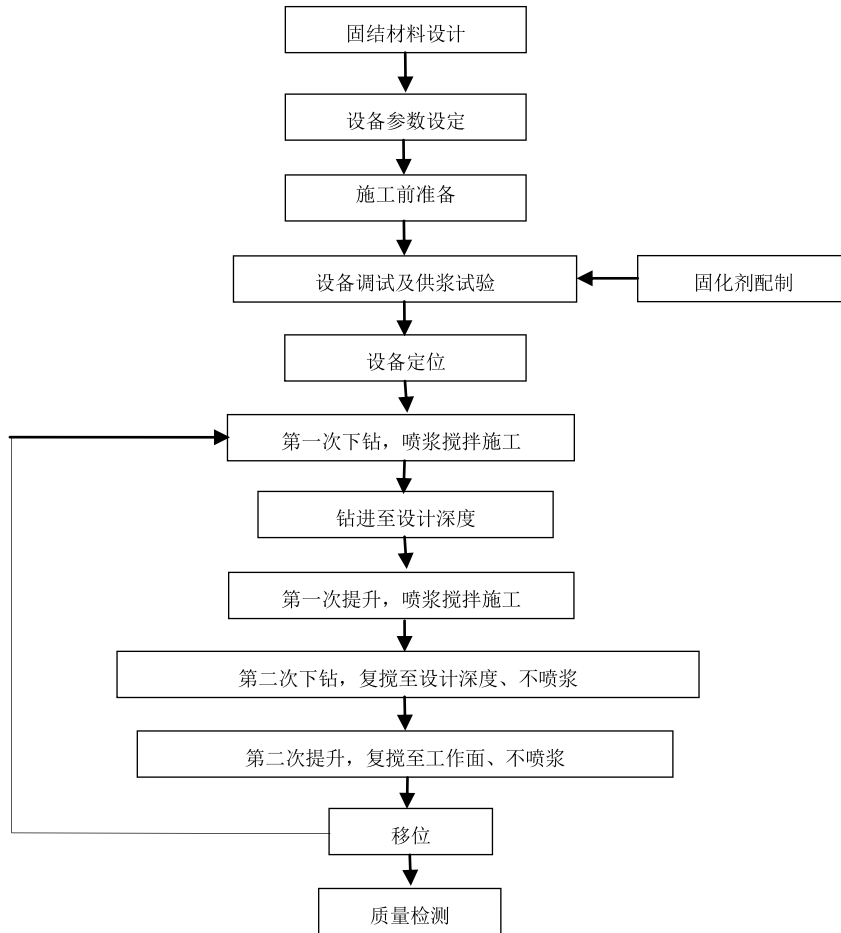 固结材料设计
设备参数设定
施工前准备
设备调试及供浆试验
固化剂配制
设备定位
第一次下钻，喷浆搅拌施工
钻进至设计深度
第一次提升，喷浆搅拌施工
第二次下钻，复搅至设计深度、不喷浆
第二次提升，复搅至工作面、不喷浆
移位
质量检测